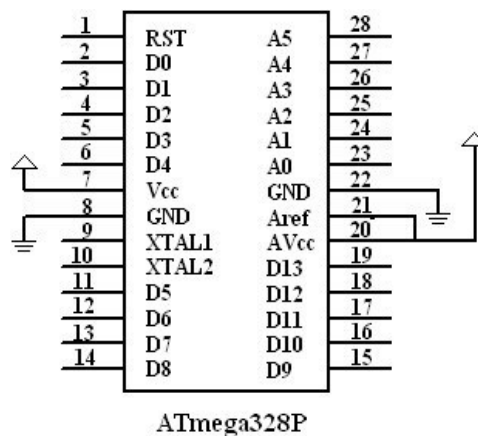 1 RST A5 28
2 D0 A4 27
3 D1 A3 26
4 D2 A2 25
5 D3 A1 24
6 D4 A0 23
7 Vcc GND 22
8 GND Aref 21
9 XTAL1 AVcc 20
10 XTAL2 D13 19
11 D5 D12 18
12 D6 D11 17
13 D7 D10 16
14 D8 D9 15
ATmega328P